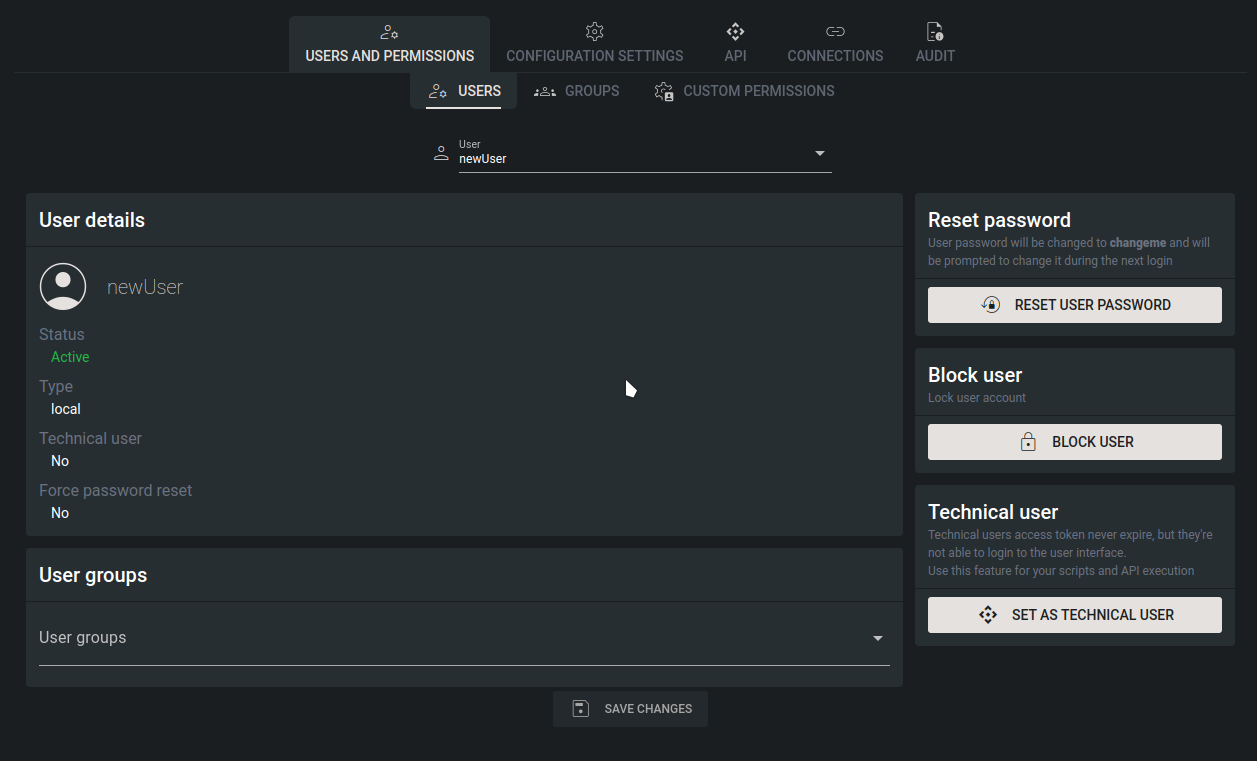 USERS AND PERMISSIONS
CONFIGURATION SETTINGS
API
CONNECTIONS
AUDIT
USERS
GROUPS
CUSTOM PERMISSIONS
User
newUser
User details
newUser
Status
Active
Type
local
Technical user
No
Force password reset
No
User groups
User groups
SAVE CHANGES
Reset password
User password will be changed to changeme and will
be prompted to change it during the next login
RESET USER PASSWORD
Block user
Lock user account
BLOCK USER
Technical user
Technical users access token never expire, but they're
not able to login to the user interface.
Use this feature for your scripts and API execution
SET AS TECHNICAL USER